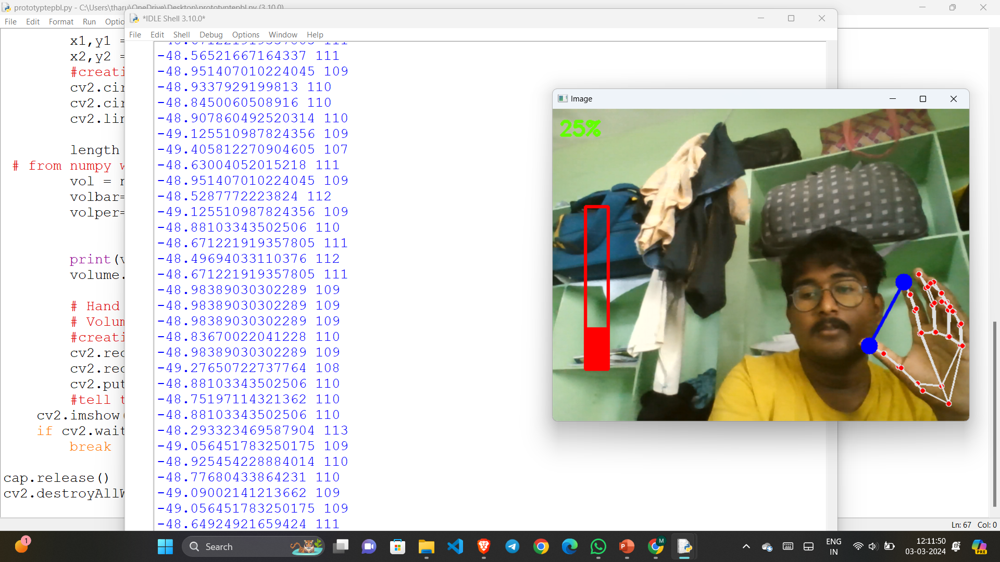 prototyptepbl.py - C:\Users\tharu\OneDrive\Desktop\prototyptepbl.py (3.10.0)
File Edit Format Run Optio
x1,y1 =
x2,y2 =
#creati
cv2.cir
cv2.cir
cv2.lin
length
# from numpy w
vol = n
volbar=
volper=
print(v
volume.
# Hand
# Volum
#creati
cv2.rec
cv2.rec
cv2.put
#tell t
cv2.imshow(
if cv2.wait
break
cap.release()
cv2.destroyAllW
*IDLE Shell 3.10.0*
File Edit Shell Debug Options Window Help
-48.671221919357805 111
-48.56521667164337 111
-48.951407010224045 109
-48.9337929199813 110
-48.8450060508916 110
-48.907860492520314 110
-49.125510987824356 109
-49.405812270904605 107
-48.63004052015218 111
-48.951407010224045 109
-48.5287772223824 112
-49.125510987824356 109
-48.88103343502506 110
-48.671221919357805 111
-48.49694033110376 112
-48.671221919357805 111
-48.98389030302289 109
-48.98389030302289 109
-48.98389030302289 109
-48.83670022041228 110
-48.98389030302289 109
-49.27650722737764 108
-48.88103343502506 110
-48.75197114321362 110
-48.88103343502506 110
-48.293323469587904 113
-49.056451783250175 109
-48.925454228884014 110
-48.77680433864231 110
-49.09002141213662 109
-49.056451783250175 109
-48.64924921659424 111
Image
25%
Ln: 67 Col: 0
1
Search
M
PRE
ENG
IN
12:11:50
03-03-2024